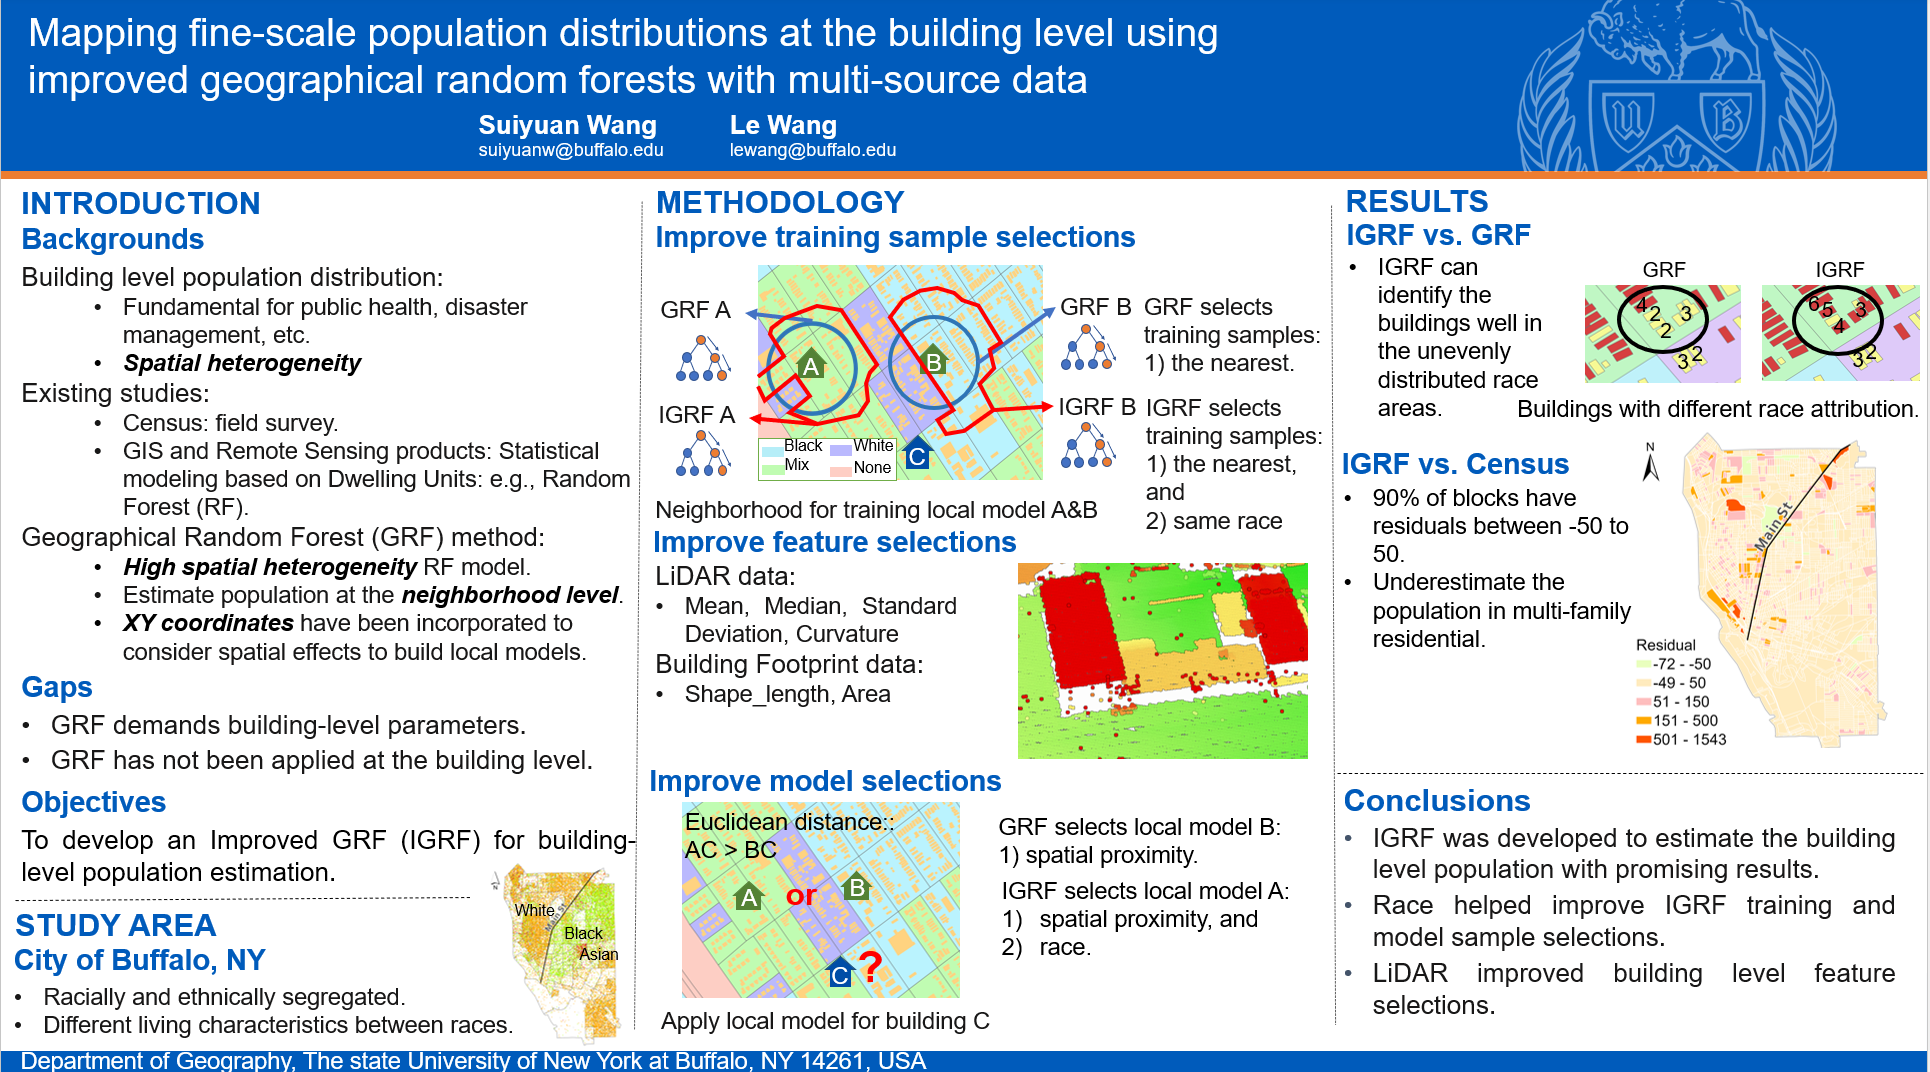 Mapping fine-scale population distributions at the building level using
improved geographical random forests with multi-source data
Suiyuan Wang
suiyuanw@buffalo.edu
Le Wang
lewang@buffalo.edu
U B
INTRODUCTION
Backgrounds
Building level population distribution:
• Fundamental for public health, disaster
management, etc.
• Spatial heterogeneity
Existing studies:
• Census: field survey.
• GIS and Remote Sensing products: Statistical
modeling based on Dwelling Units: e.g., Random
Forest (RF).
Geographical Random Forest (GRF) method:
• High spatial heterogeneity RF model.
• Estimate population at the neighborhood level.
• XY coordinates have been incorporated to
consider spatial effects to build local models.
Gaps
• GRF demands building-level parameters.
• GRF has not been applied at the building level.
Objectives
To develop an Improved GRF (IGRF) for building-
level population estimation.
STUDY AREA
City of Buffalo, NY
• Racially and ethnically segregated.
• Different living characteristics between races.
N
White
Main St
Black
Asian
METHODOLOGY
Improve training sample selections
GRF A
IGRF A
A
B
C
Black
White
Mix
None
GRF B
IGRF B
GRF selects
training samples:
1) the nearest.
IGRF selects
training samples:
1) the nearest,
and
2) same race
Neighborhood for training local model A&B
Improve feature selections
LiDAR data:
• Mean, Median, Standard
Deviation, Curvature
Building Footprint data:
• Shape_length, Area
Improve model selections
Euclidean distance::
AC > BC
A
or
B
C
?
GRF selects local model B:
1) spatial proximity.
IGRF selects local model A:
1) spatial proximity, and
2) race.
Apply local model for building C
RESULTS
IGRF vs. GRF
• IGRF can
identify the
buildings well in
the unevenly
distributed race
areas.
GRF
4
2
3
2
3
2
IGRF
6
5
3
4
3
2
Buildings with different race attribution.
IGRF vs. Census
• 90% of blocks have
residuals between -50 to
50.
• Underestimate the
population in multi-family
residential.
N
Main St
Residual
-72 - -50
-49 - 50
51 - 150
151 - 500
501 - 1543
Conclusions
• IGRF was developed to estimate the building
level population with promising results.
• Race helped improve IGRF training and
model sample selections.
• LiDAR improved building level feature
selections.
Department of Geography, The state University of New York at Buffalo, NY 14261, USA